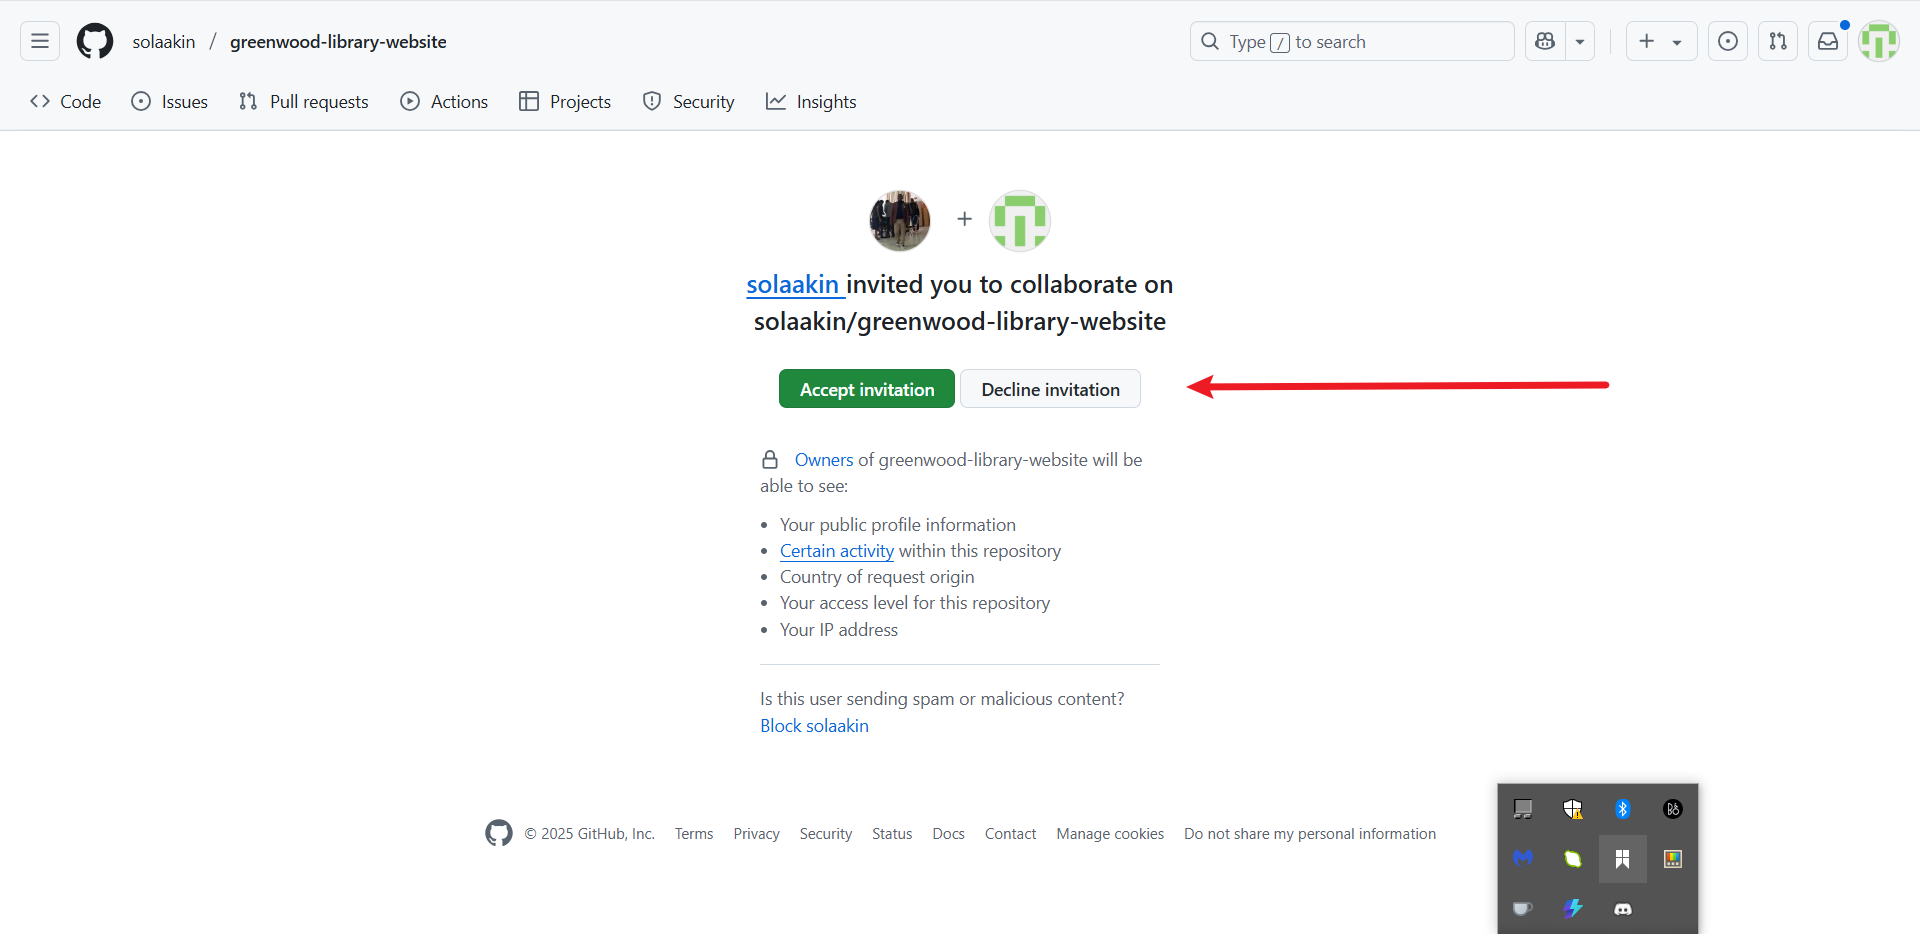 solaakin / greenwood-library-website
Type / to search
Code Issues Pull requests Actions Projects Security Insights
solaakin invited you to collaborate on
solaakin/greenwood-library-website
Accept invitation Decline invitation
Owners of greenwood-library-website will be
able to see:
Your public profile information
Certain activity within this repository
Country of request origin
Your access level for this repository
Your IP address
Is this user sending spam or malicious content?
Block solaakin
© 2025 GitHub, Inc. Terms Privacy Security Status Docs Contact Manage cookies Do not share my personal information